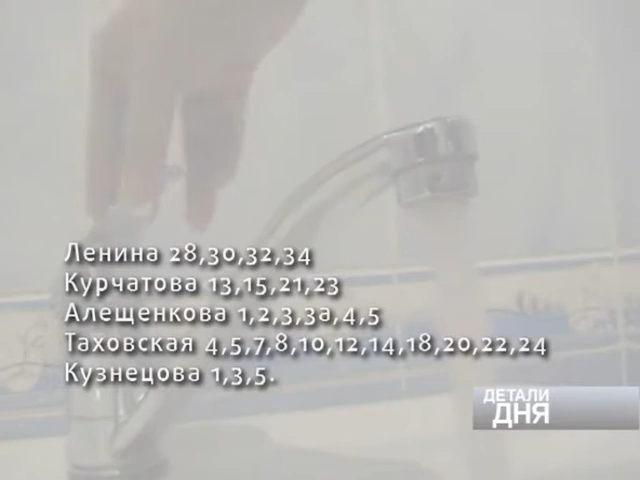 Ленина 28,30,32,34
Курчатова 13,15,21,23
Алещенкова 1,2,3,3а,4,5
Таховская 4,5,7,8,10,12,14,18,20,22,24
Кузнецова 1,3,5.
ДЕТАЛИ
ДНЯ